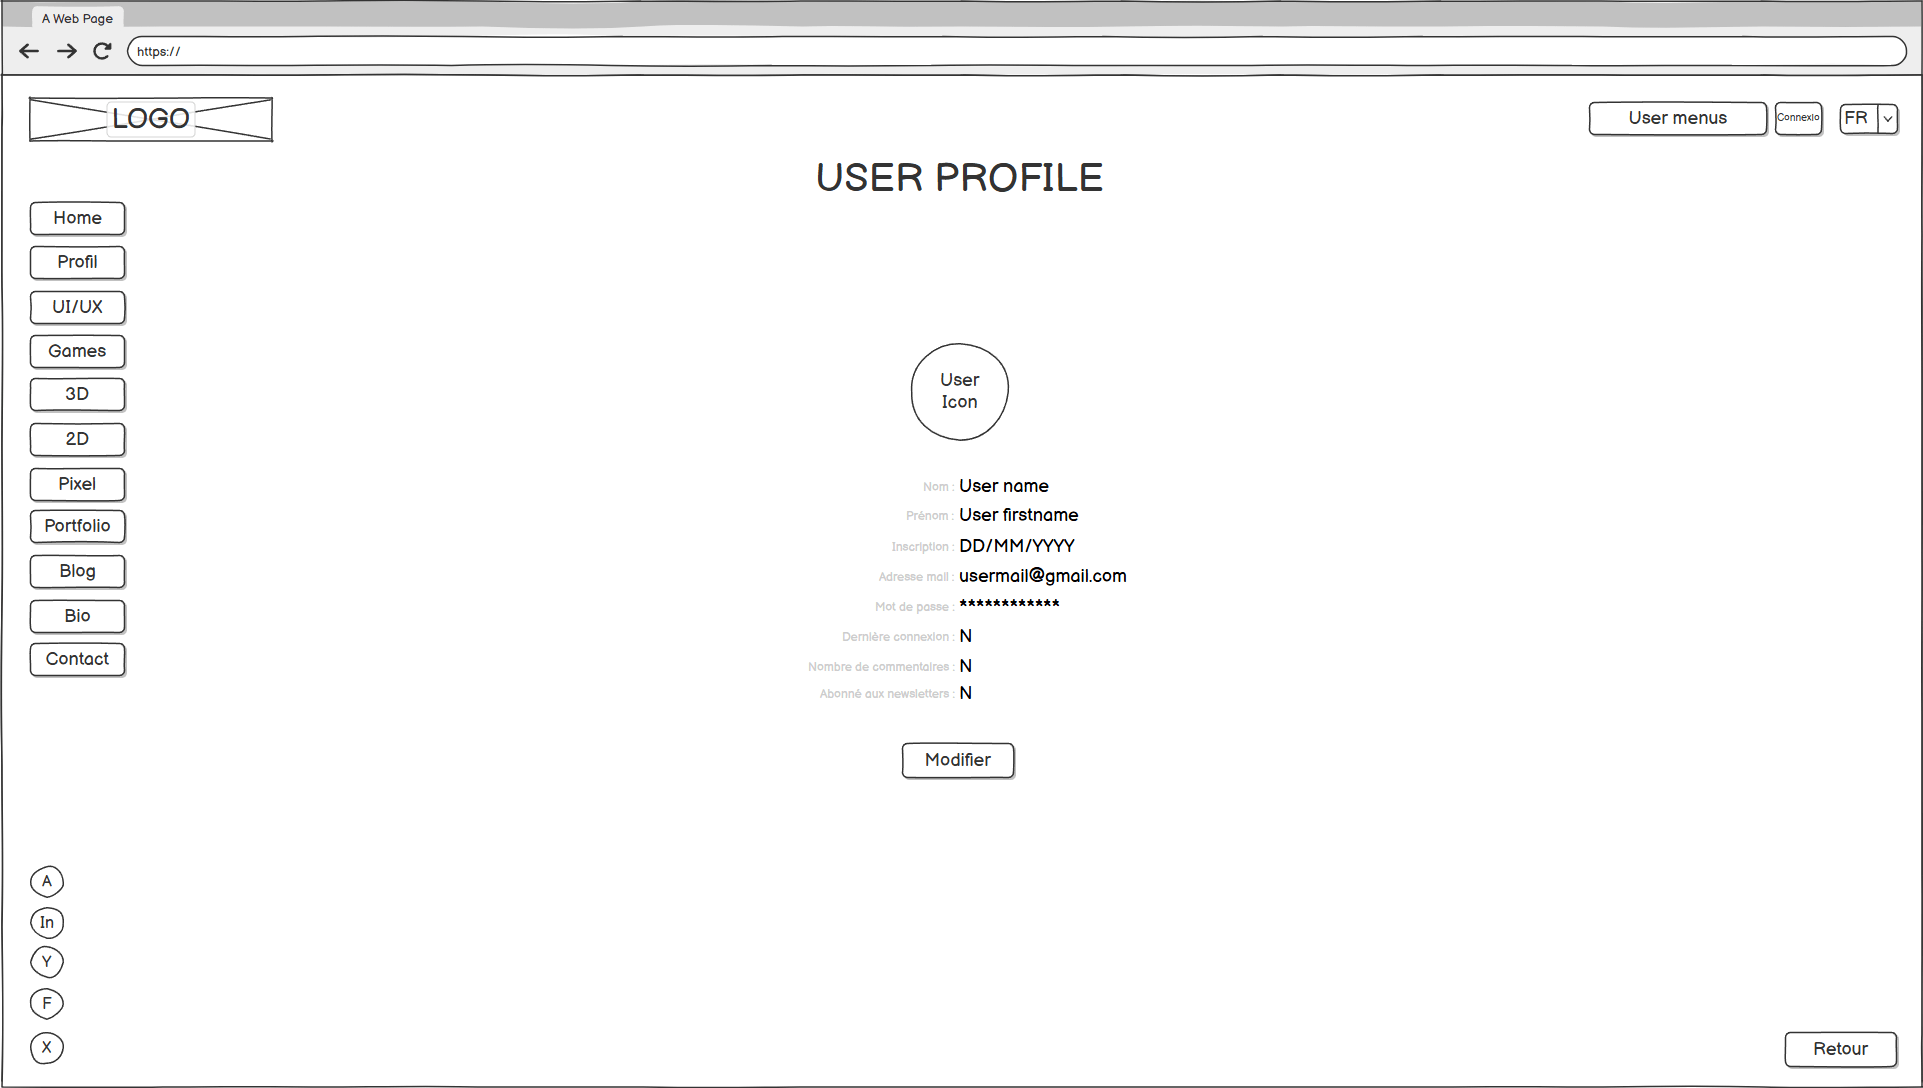 A Web Page
https://
LOGO
User menus
Connexio
FR
USER PROFILE
Home
Profil
UI/UX
Games
3D
2D
Pixel
Portfolio
Blog
Bio
Contact
User
Icon
Nom : User name
Prénom : User firstname
Inscription : DD/MM/YYYY
Adresse mail : usermail@gmail.com
Mot de passe : ************
Dernière connexion : N
Nombre de commentaires : N
Abonné aux newsletters : N
Modifier
A
In
Y
F
X
Retour